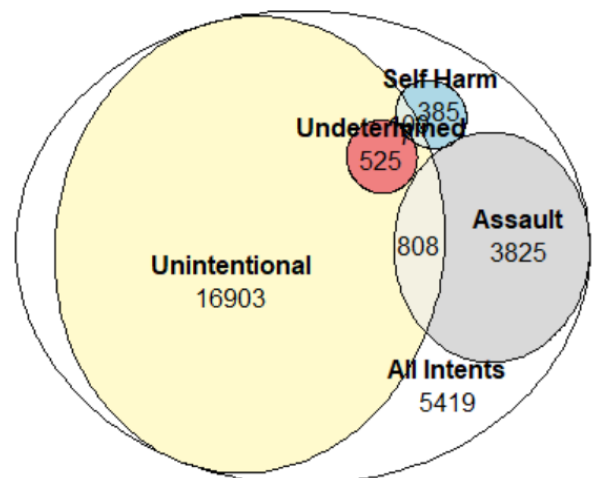 Self Harm
385
Undetermined
525
Assault
3825
808
Unintentional
16903
All Intents
5419